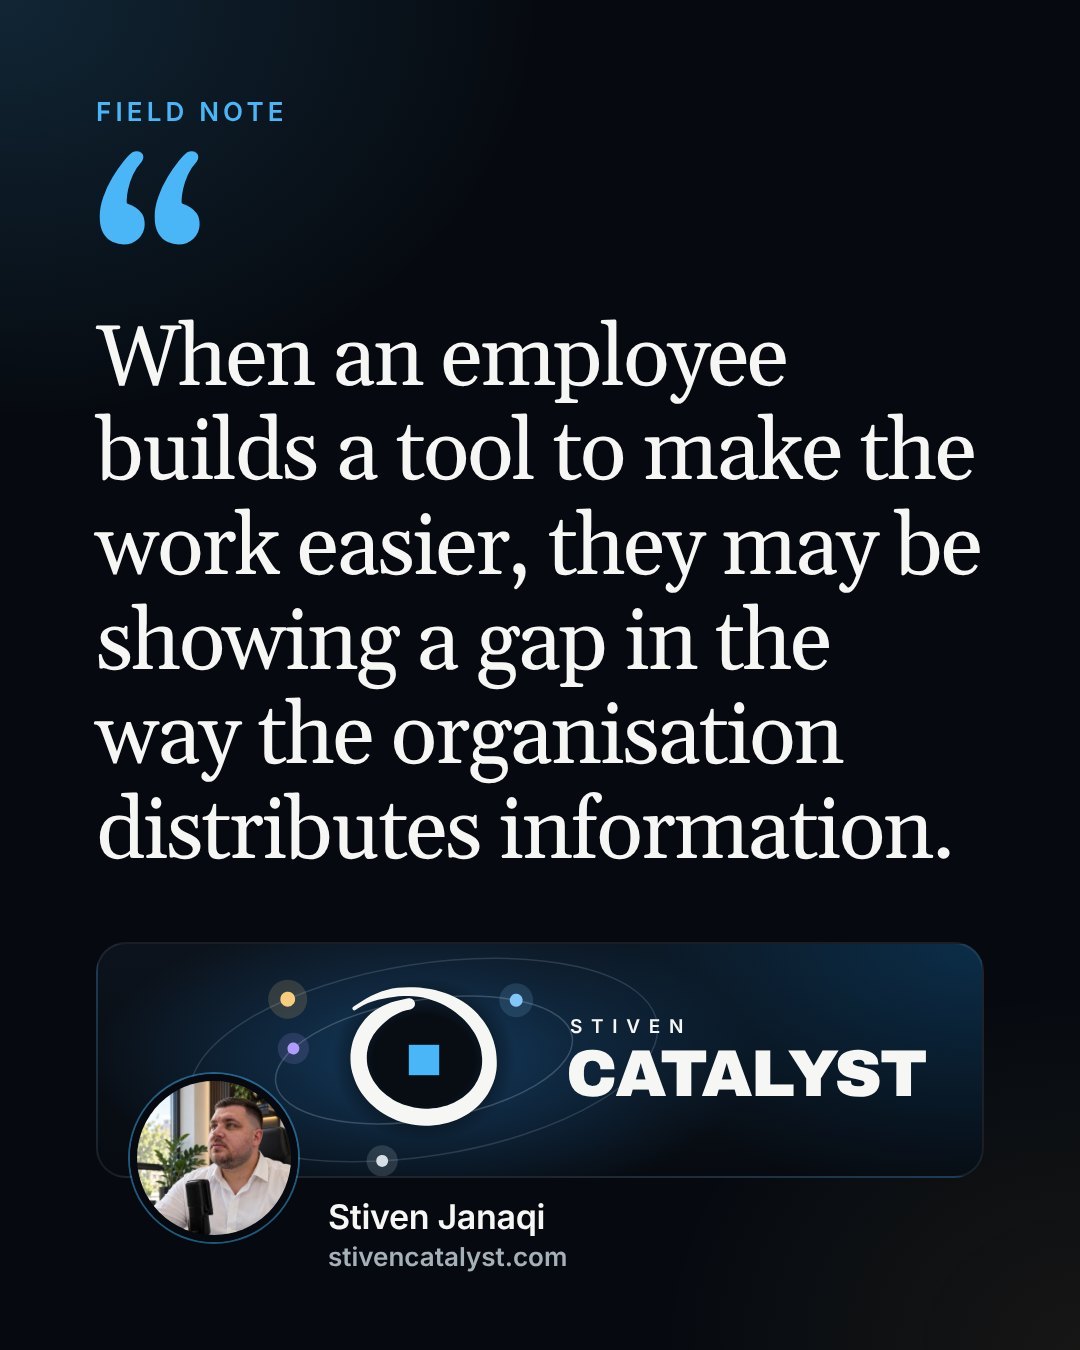 FIELD NOTE
“
When an employee
builds a tool to make the
work easier, they may be
showing a gap in the
way the organisation
distributes information.
STIVEN
CATALYST
Stiven Janaqi
stivencatalyst.com